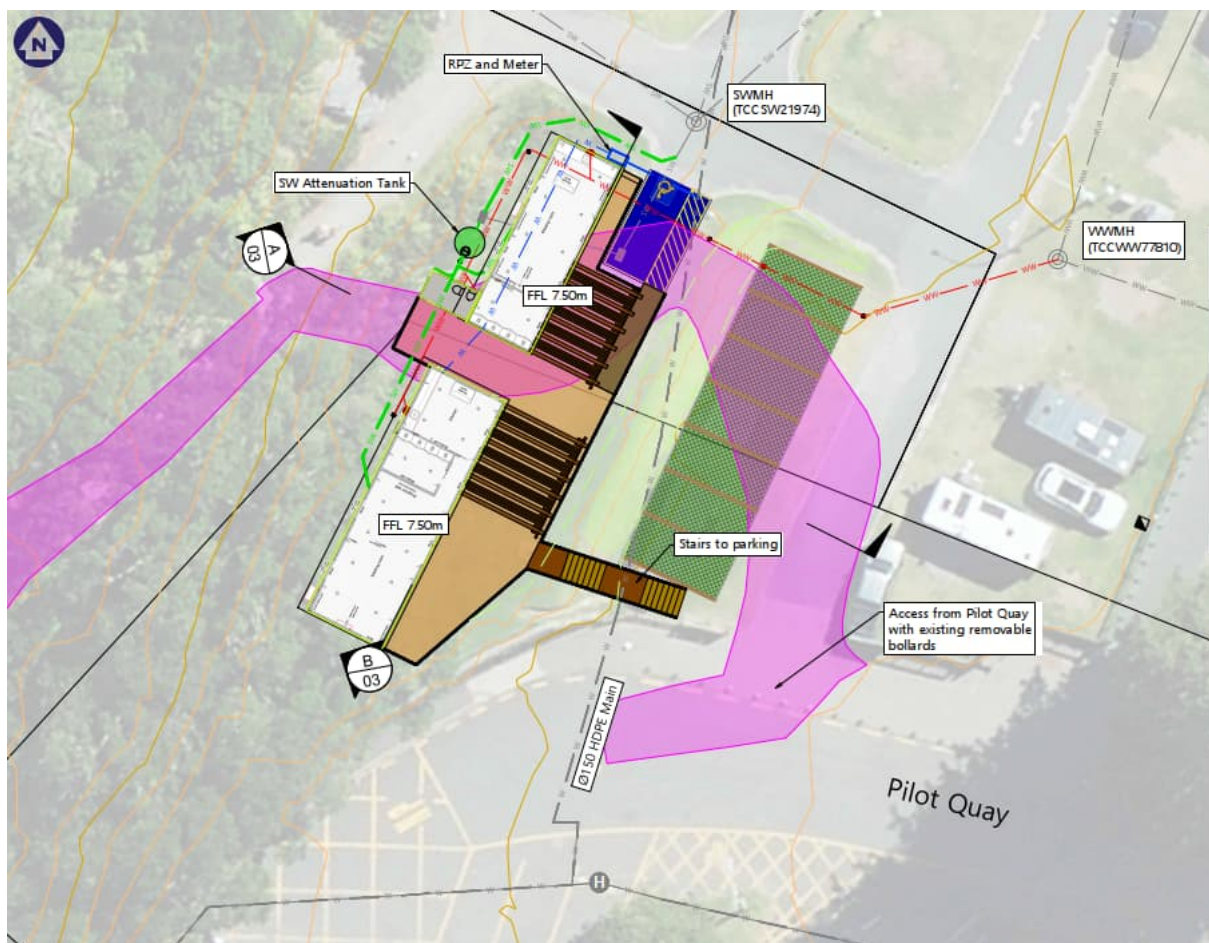 N
RPZ and Meter
SWMH
(TCCSW21974)
SW Attenuation Tank
A
03
WWMH
(TCCWW77810)
FFL 7.50m
FFL 7.50m
Stairs to parking
Access from Pilot Quay
with existing removable
bollards
B
03
Ø150 HDPE Main
Pilot Quay
H